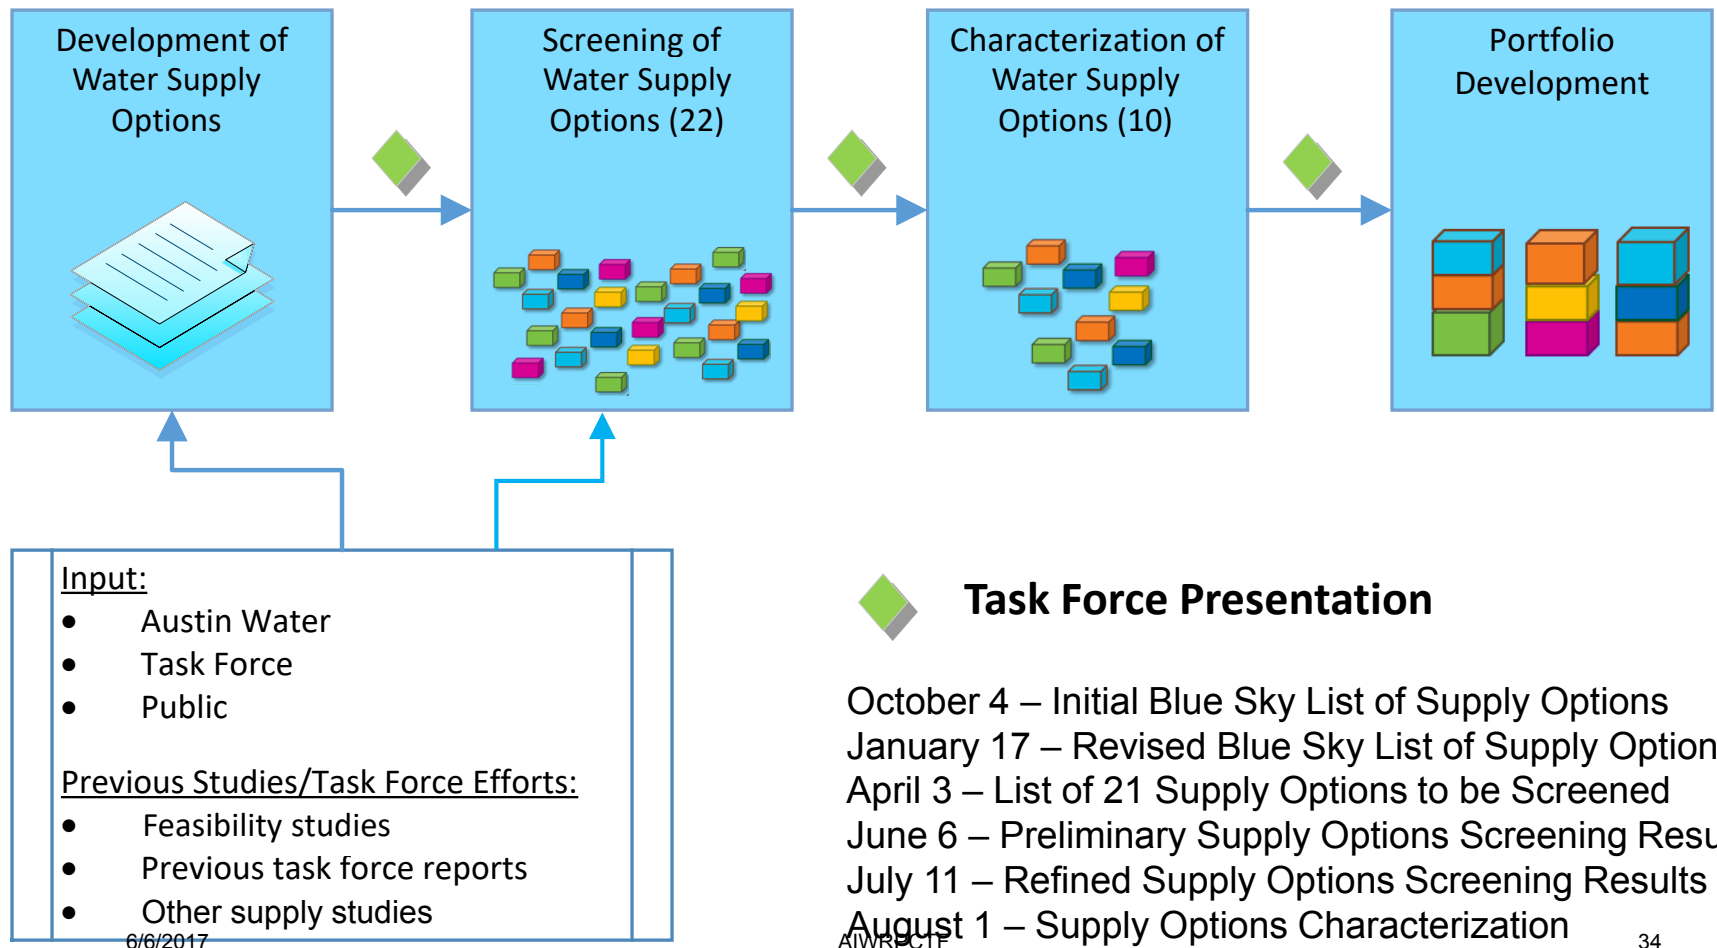 Development of
Water Supply
Options
Screening of
Water Supply
Options (22)
Characterization of
Water Supply
Options (10)
Portfolio
Development
Input:
• Austin Water
• Task Force
• Public
Previous Studies/Task Force Efforts:
• Feasibility studies
• Previous task force reports
• Other supply studies
Task Force Presentation
October 4 – Initial Blue Sky List of Supply Options
January 17 – Revised Blue Sky List of Supply Option
April 3 – List of 21 Supply Options to be Screened
June 6 – Preliminary Supply Options Screening Resu
July 11 – Refined Supply Options Screening Results
August 1 – Supply Options Characterization
6/6/2017
AIWRPCTF
34